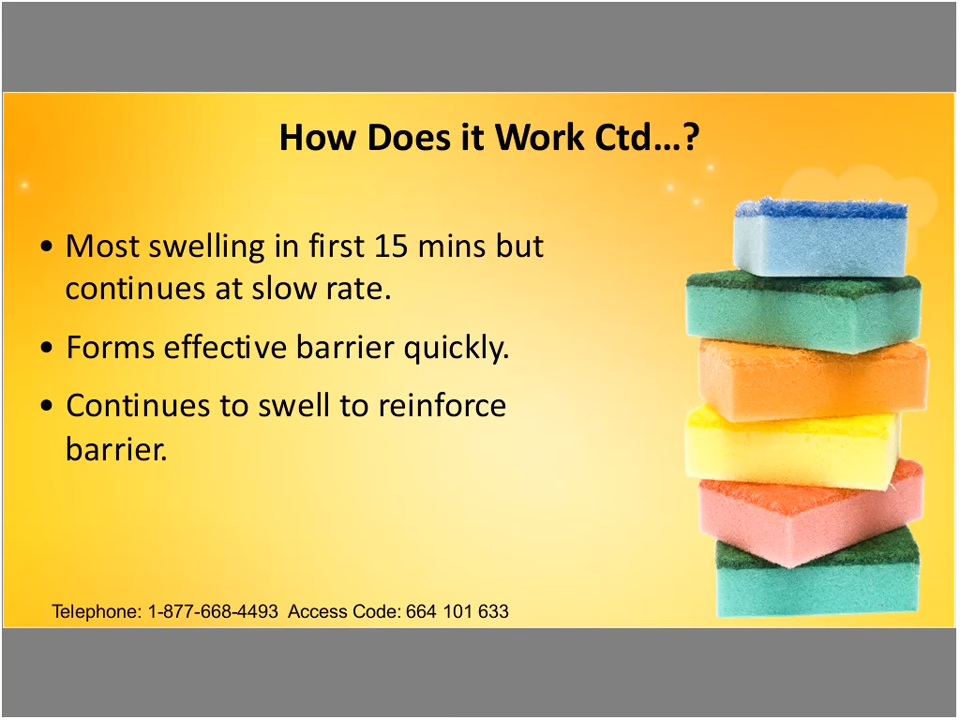 How Does it Work Ctd...?
• Most swelling in first 15 mins but
continues at slow rate.
• Forms effective barrier quickly.
• Continues to swell to reinforce
barrier.
Telephone: 1-877-668-4493 Access Code: 664 101 633